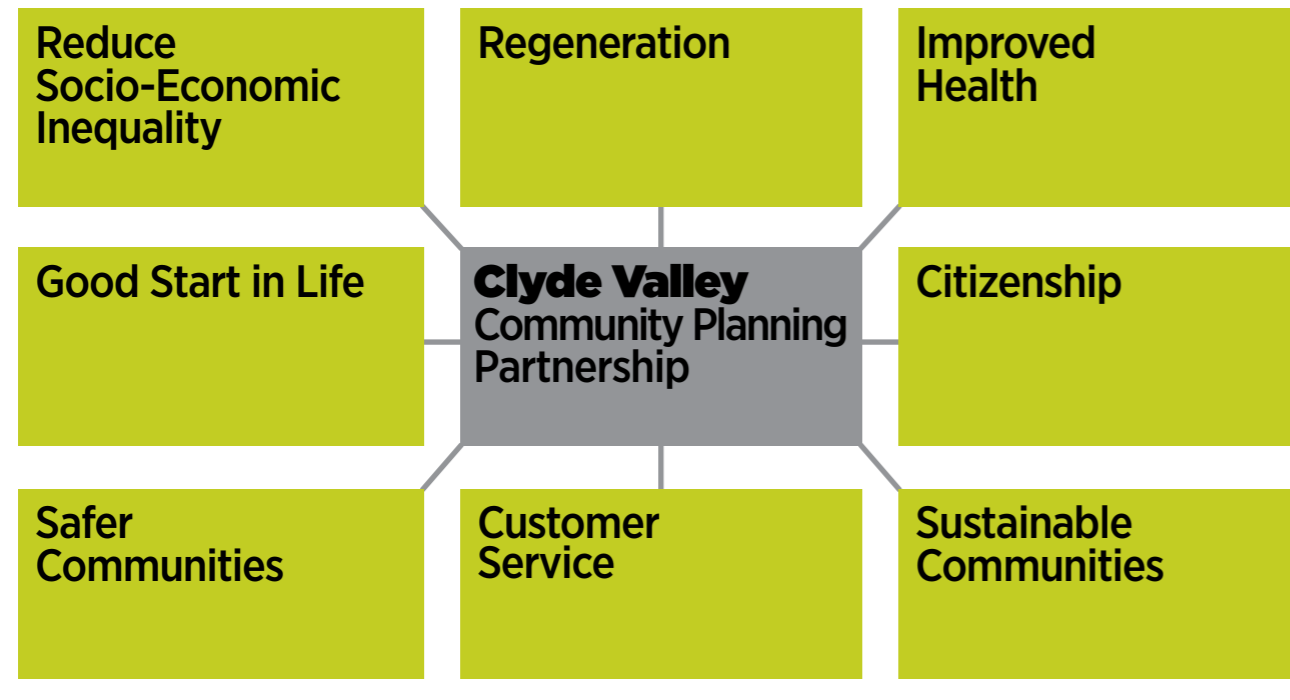 Reduce
Socio-Economic
Inequality
Regeneration
Improved
Health
Good Start in Life
Clyde Valley
Community Planning
Partnership
Citizenship
Safer
Communities
Customer
Service
Sustainable
Communities